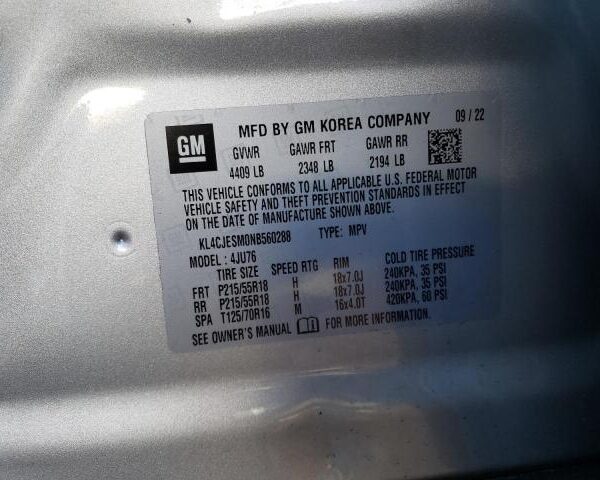 GM
MFD BY GM KOREA COMPANY 09 / 22
GVWR GAWR FRT GAWR RR
4409 LB 2348 LB 2194 LB
THIS VEHICLE CONFORMS TO ALL APPLICABLE U.S. FEDERAL MOTOR
VEHICLE SAFETY AND THEFT PREVENTION STANDARDS IN EFFECT
ON THE DATE OF MANUFACTURE SHOWN ABOVE.
KL4CJESM0NB560288 TYPE: MPV
MODEL : 4JU76
TIRE SIZE SPEED RTG RIM COLD TIRE PRESSURE
FRT P215/55R18 H 18x7.0J 240KPA, 35 PSI
RR P215/55R18 H 18x7.0J 240KPA, 35 PSI
SPA T125/70R16 M 16x4.0T 420KPA, 60 PSI
SEE OWNER'S MANUAL FOR MORE INFORMATION.